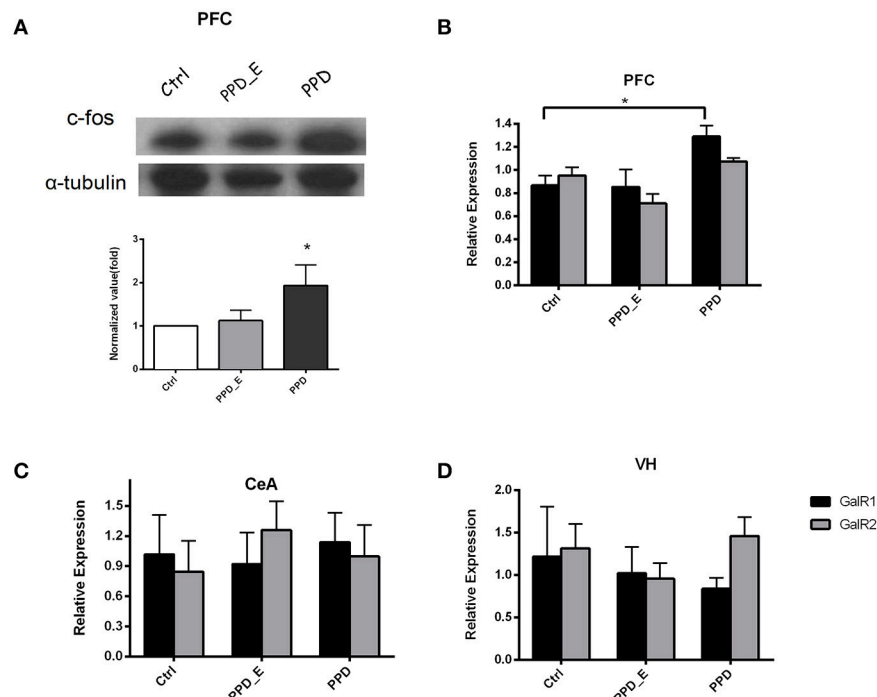 A
PFC
Ctrl PPD_E PPD
c-fos
α-tubulin
Normalized value(fold)
3
2
1
0
*
Ctrl PPD_E PPD
B
PFC
*
Relative Expression
1.4
1.2
1.0
0.8
0.6
0.4
0.2
0.0
Ctrl PPD_E PPD
C
CeA
Relative Expression
1.5
1.2
0.9
0.6
0.3
0.0
Ctrl PPD_E PPD
D
VH
Relative Expression
2.0
1.5
1.0
0.5
0.0
Ctrl PPD_E PPD
GalR1
GalR2